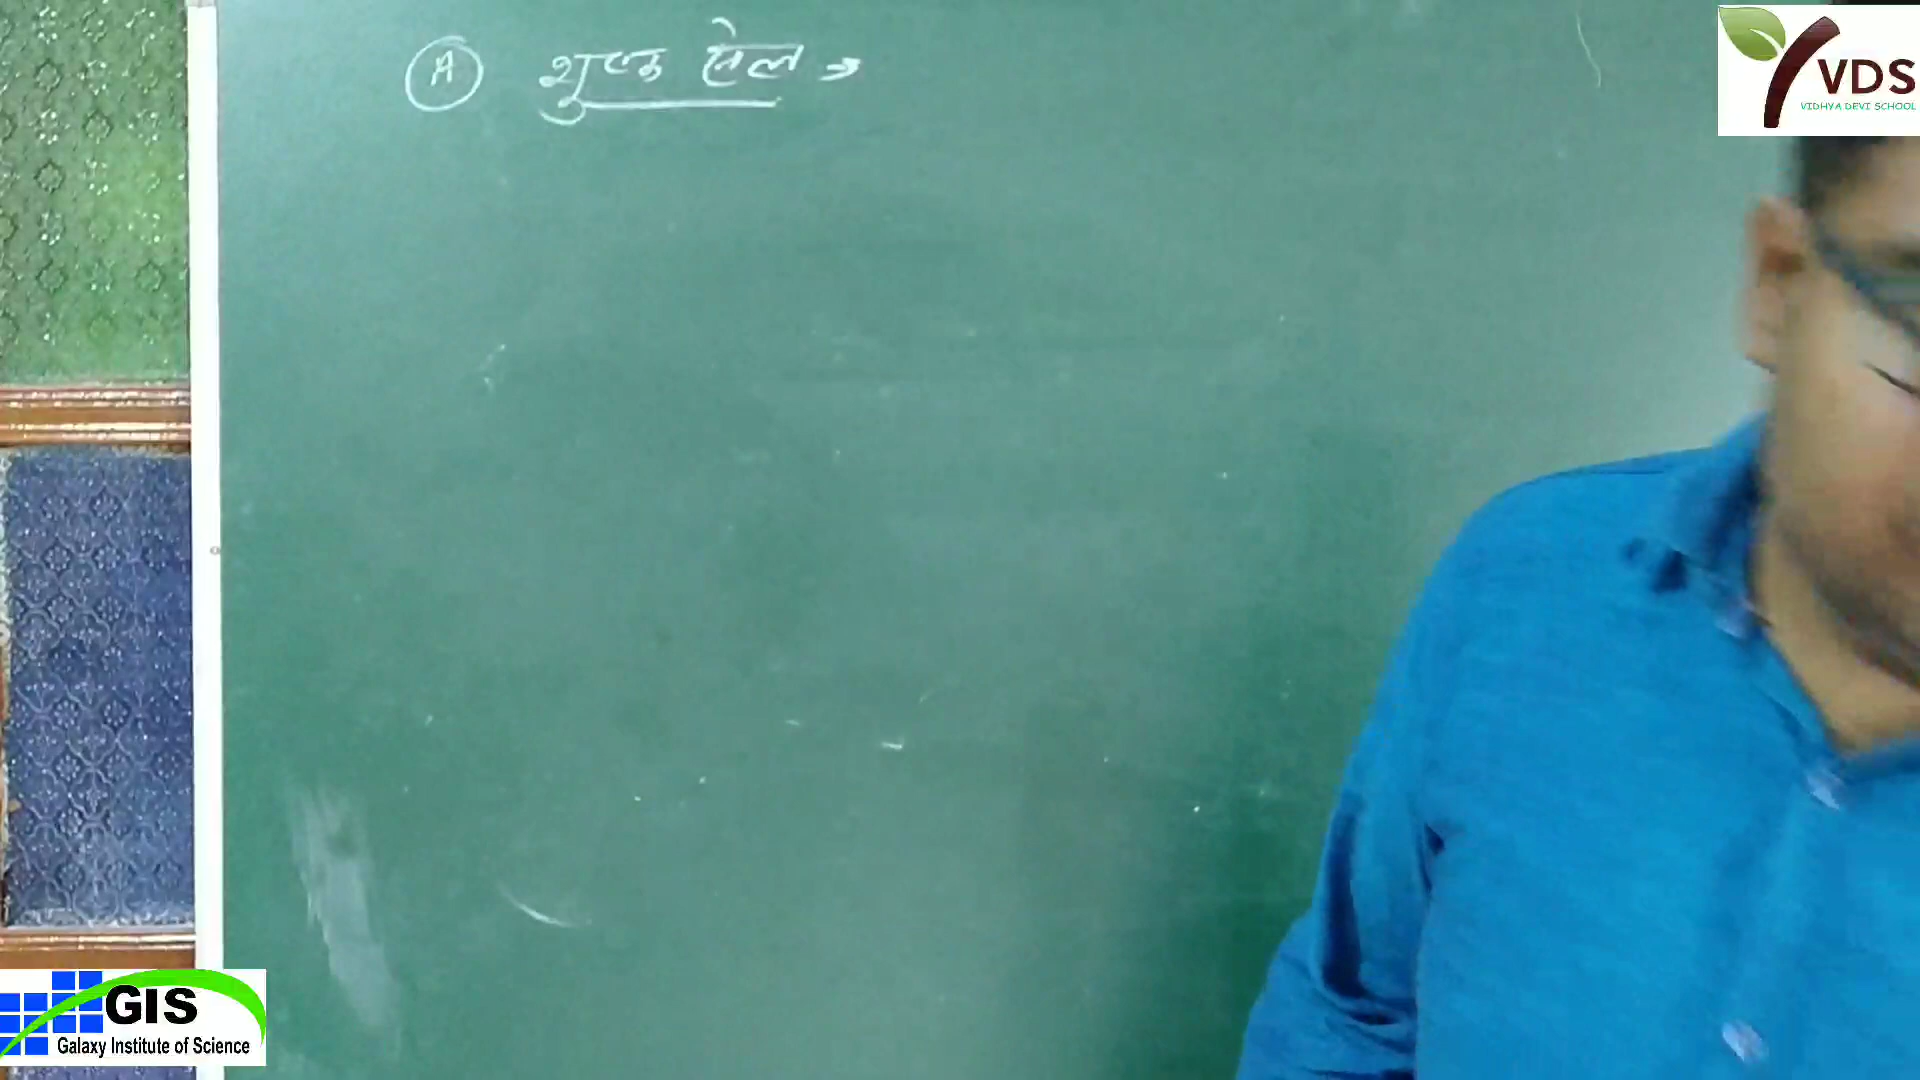 (A) शुष्क सेल →
VDS
VIDHYA DEVI SCHOOL
GIS
Galaxy Institute of Science